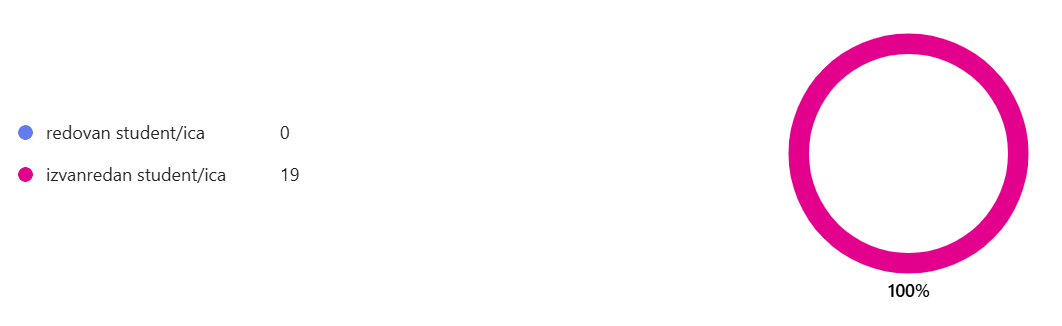 redovan student/ica 0
izvanredan student/ica 19
100%